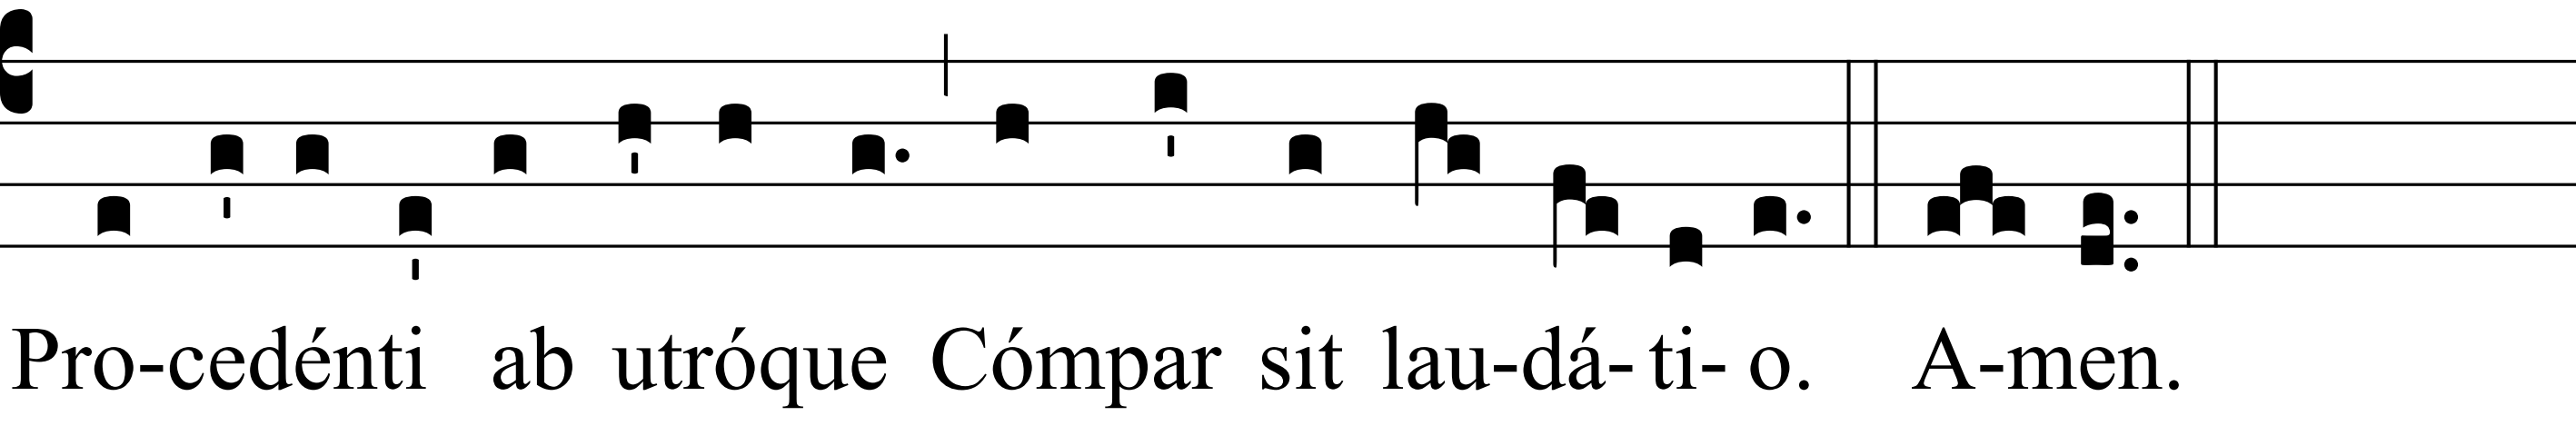 Pro-cedénti ab utróque Cómpar sit lau-dá-ti-o. A-men.